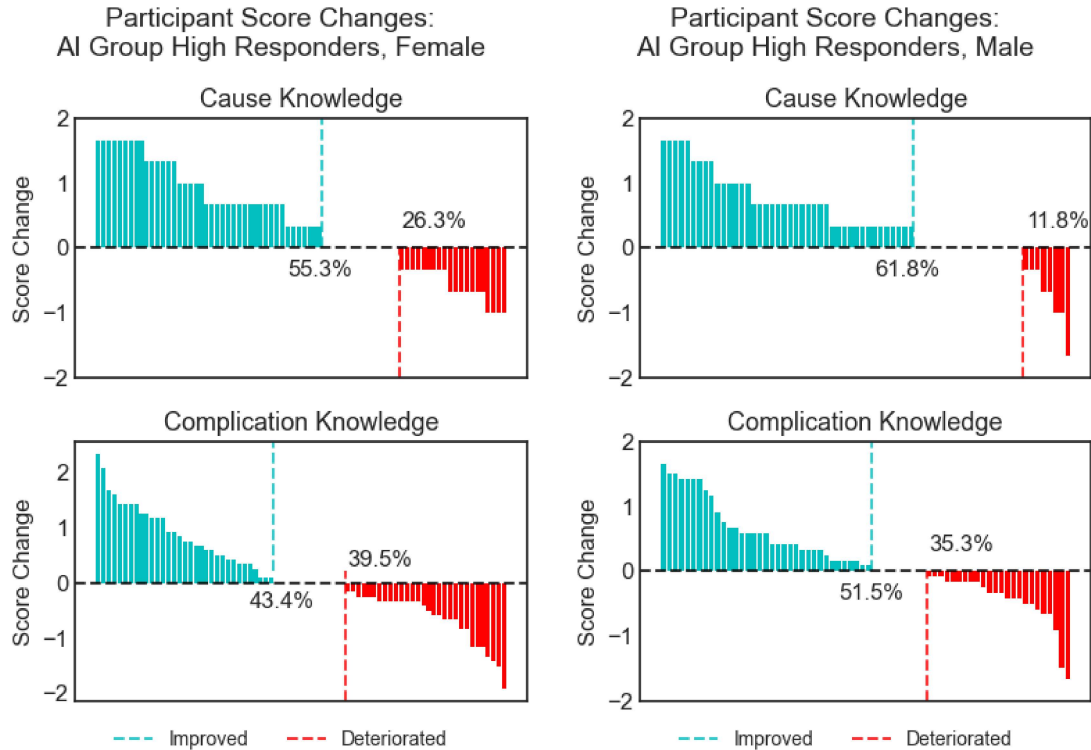 Participant Score Changes:
AI Group High Responders, Female
Cause Knowledge
Score Change
2
1
0
−1
−2
26.3%
55.3%
Complication Knowledge
Score Change
2
1
0
−1
−2
39.5%
43.4%
Participant Score Changes:
AI Group High Responders, Male
Cause Knowledge
Score Change
2
1
0
−1
−2
11.8%
61.8%
Complication Knowledge
Score Change
2
1
0
−1
−2
35.3%
51.5%
Improved
Deteriorated
Improved
Deteriorated